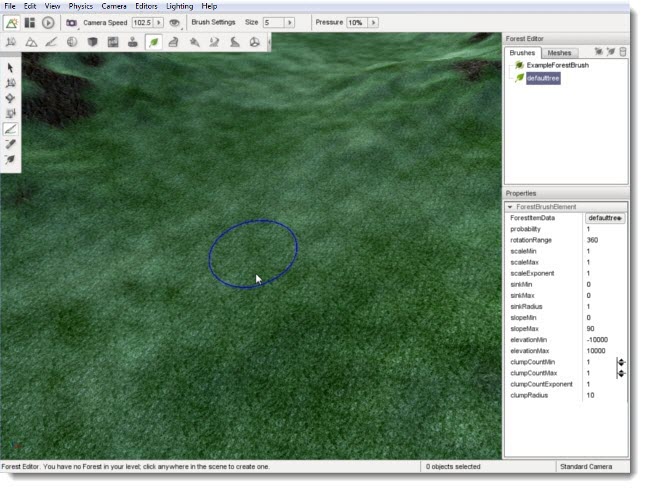 File Edit View Physics Camera Editors Lighting Help
Camera Speed 102.5 Brush Settings Size 5 Pressure 10%
Forest Editor
Brushes Meshes
ExampleForestBrush
defaulttree
Properties
ForestBrushElement
ForestItemData defaulttree
probability 1
rotationRange 360
scaleMin 1
scaleMax 1
scaleExponent 1
sinkMin 0
sinkMax 0
sinkRadius 1
slopeMin 0
slopeMax 90
elevationMin -10000
elevationMax 10000
clumpCountMin 1
clumpCountMax 1
clumpCountExponent 1
clumpRadius 10
Forest Editor. You have no Forest in your level; click anywhere in the scene to create one. 0 objects selected Standard Camera